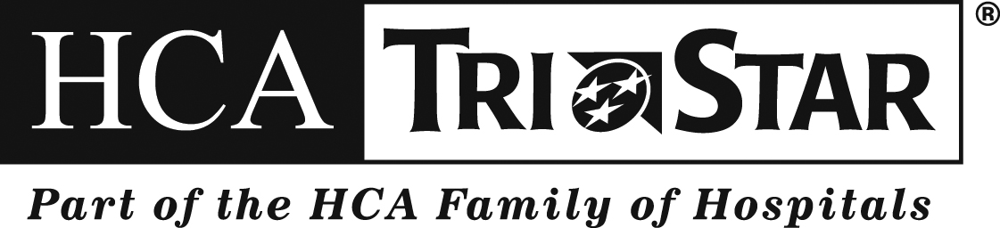 HCA TRISTAR ®
Part of the HCA Family of Hospitals